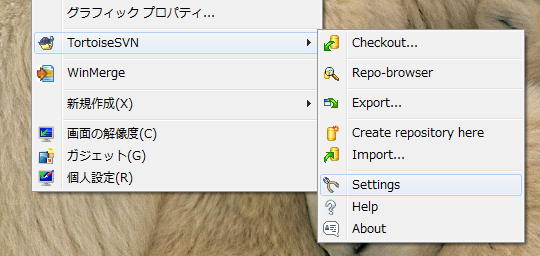 グラフィック プロパティ...
TortoiseSVN
WinMerge
新規作成(X)
画面の解像度(C)
ガジェット(G)
個人設定(R)
Checkout...
Repo-browser
Export...
Create repository here
Import...
Settings
Help
About